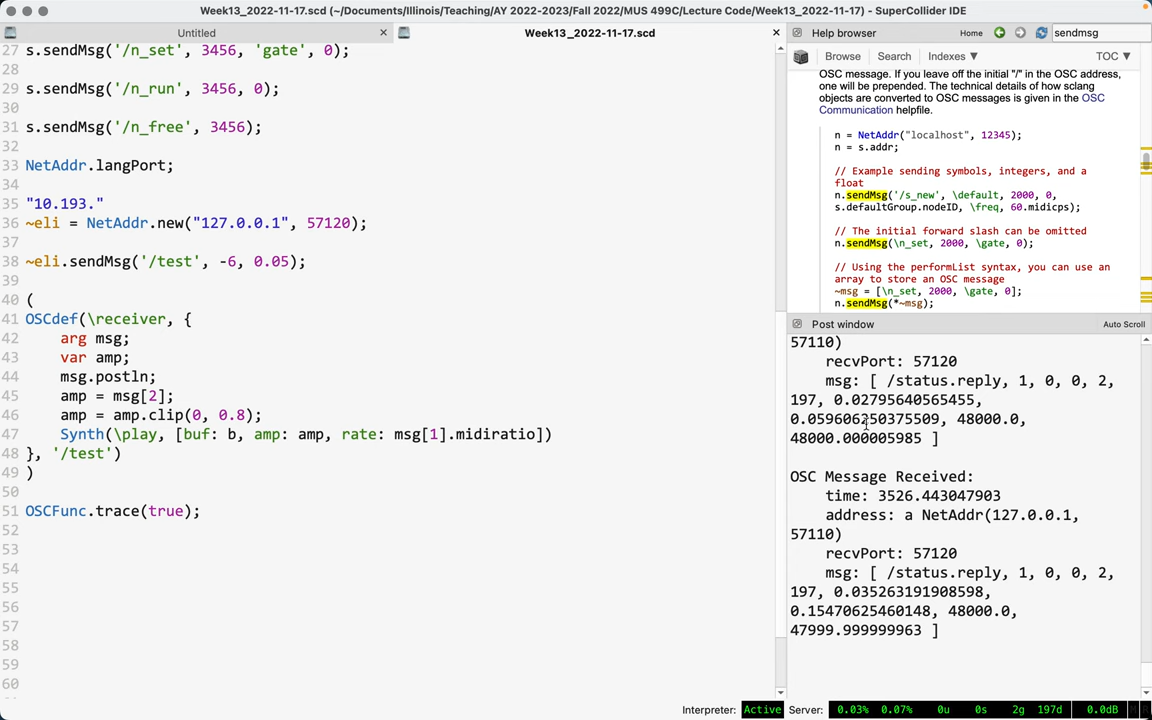 Week13_2022-11-17.scd (~/Documents/Illinois/Teaching/AY 2022-2023/Fall 2022/MUS 499C/Lecture Code/Week13_2022-11-17) - SuperCollider IDE
Untitled
Week13_2022-11-17.scd
27 s.sendMsg('/n_set', 3456, 'gate', 0);
28
29 s.sendMsg('/n_run', 3456, 0);
30
31 s.sendMsg('/n_free', 3456);
32
33 NetAddr.langPort;
34
35 "10.193."
36 ~eli = NetAddr.new("127.0.0.1", 57120);
37
38 ~eli.sendMsg('/test', -6, 0.05);
39
40 (
41 OSCdef(\receiver, {
42 arg msg;
43 var amp;
44 msg.postln;
45 amp = msg[2];
46 amp = amp.clip(0, 0.8);
47 Synth(\play, [buf: b, amp: amp, rate: msg[1].midiratio])
48 }, '/test')
49 )
50
51 OSCFunc.trace(true);
52
53
54
55
56
57
58
59
60
Help browser Home sendmsg
Browse Search Indexes ▼ TOC ▼
OSC message. If you leave off the initial "/" in the OSC address,
one will be prepended. The technical details of how sclang
objects are converted to OSC messages is given in the OSC
Communication helpfile.
n = NetAddr("localhost", 12345);
n = s.addr;
// Example sending symbols, integers, and a
float
n.sendMsg('/s_new', \default, 2000, 0,
s.defaultGroup.nodeID, \freq, 60.midicps);
// The initial forward slash can be omitted
n.sendMsg(\n_set, 2000, \gate, 0);
// Using the performList syntax, you can use an
array to store an OSC message
~msg = [\n_set, 2000, \gate, 0];
n.sendMsg(*~msg);
Post window Auto Scroll
57110)
recvPort: 57120
msg: [ /status.reply, 1, 0, 0, 2,
197, 0.02795640565455,
0.059606250375509, 48000.0,
48000.000005985 ]
OSC Message Received:
time: 3526.443047903
address: a NetAddr(127.0.0.1,
57110)
recvPort: 57120
msg: [ /status.reply, 1, 0, 0, 2,
197, 0.035263191908598,
0.15470625460148, 48000.0,
47999.999999963 ]
Interpreter: Active Server: 0.03% 0.07% 0u 0s 2g 197d 0.0dB